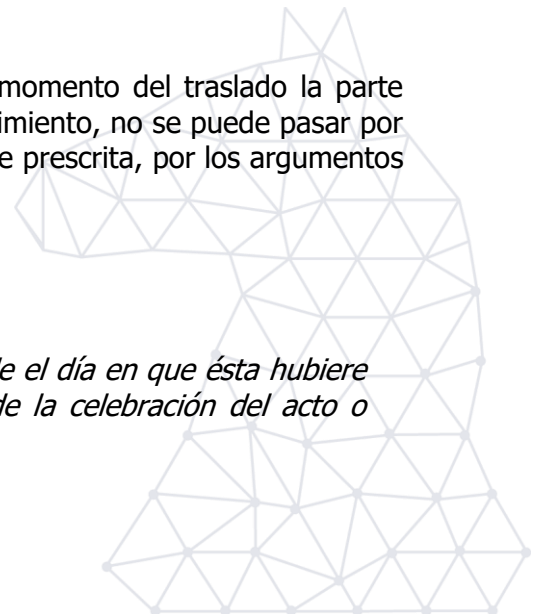 momento del traslado la parte
imiento, no se puede pasar por
e prescrita, por los argumentos
le el día en que ésta hubiere
de la celebración del acto o